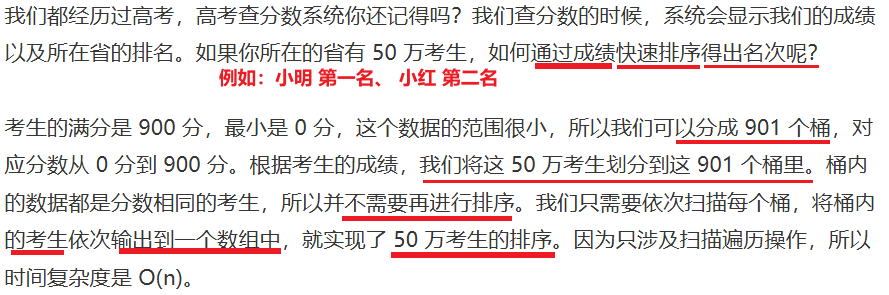 我们都经历过高考，高考查分数系统你还记得吗？我们查分数的时候，系统会显示我们的成绩
以及所在省的排名。如果你所在的省有 50 万考生，如何通过成绩快速排序得出名次呢？
例如：小明 第一名、 小红 第二名
考生的满分是 900 分，最小是 0 分，这个数据的范围很小，所以我们可以分成 901 个桶，对
应分数从 0 分到 900 分。根据考生的成绩，我们将这 50 万考生划分到这 901 个桶里。桶内
的数据都是分数相同的考生，所以并不需要再进行排序。我们只需要依次扫描每个桶，将桶内
的考生依次输出到一个数组中，就实现了 50 万考生的排序。因为只涉及扫描遍历操作，所以
时间复杂度是 O(n)。